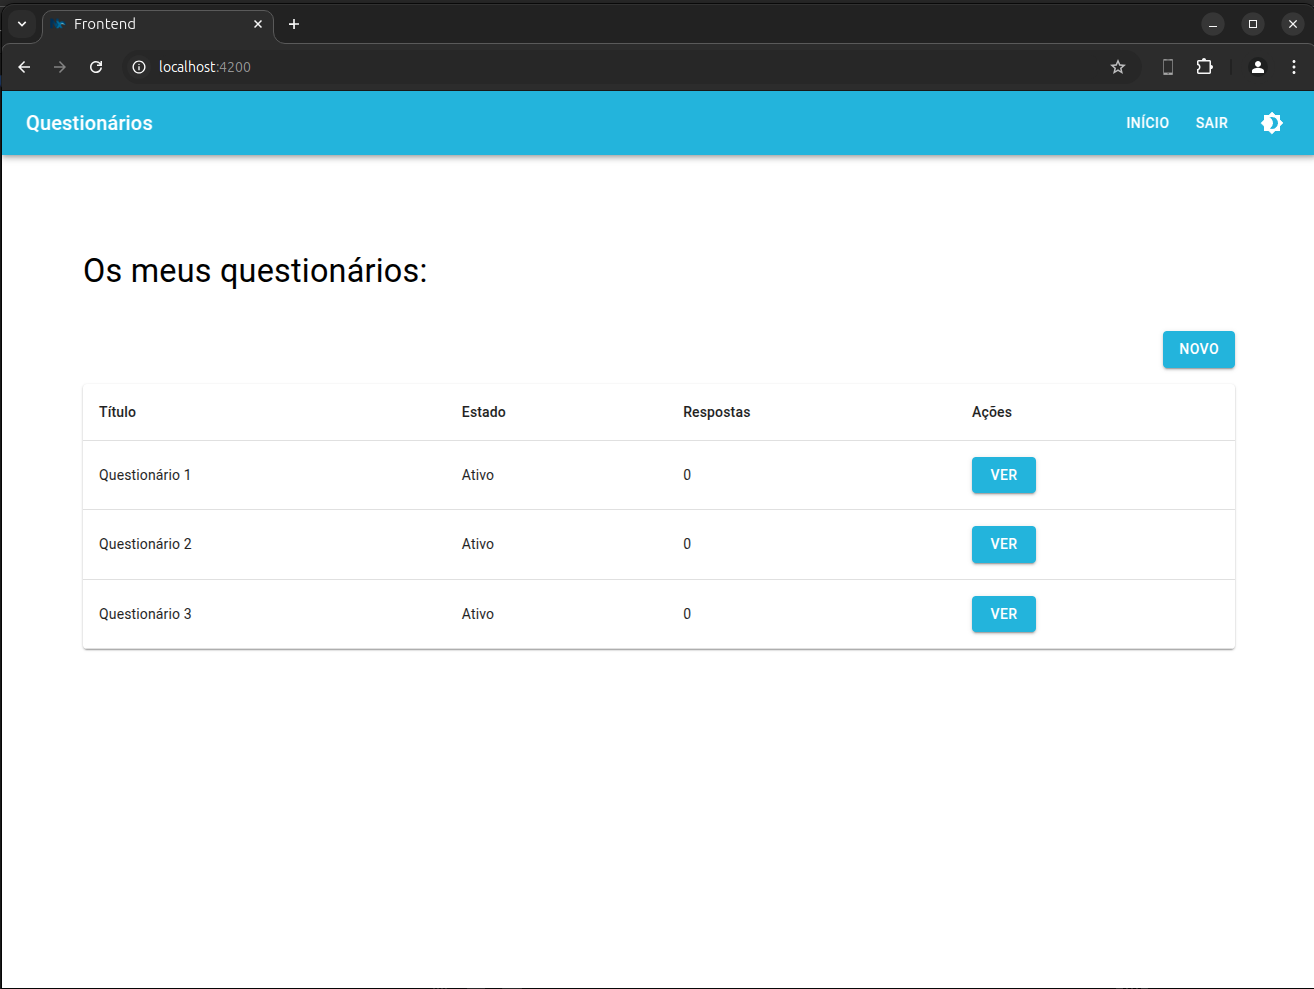 Frontend
localhost:4200
Questionários INÍCIO SAIR
Os meus questionários:
NOVO
Título Estado Respostas Ações
Questionário 1 Ativo 0 VER
Questionário 2 Ativo 0 VER
Questionário 3 Ativo 0 VER